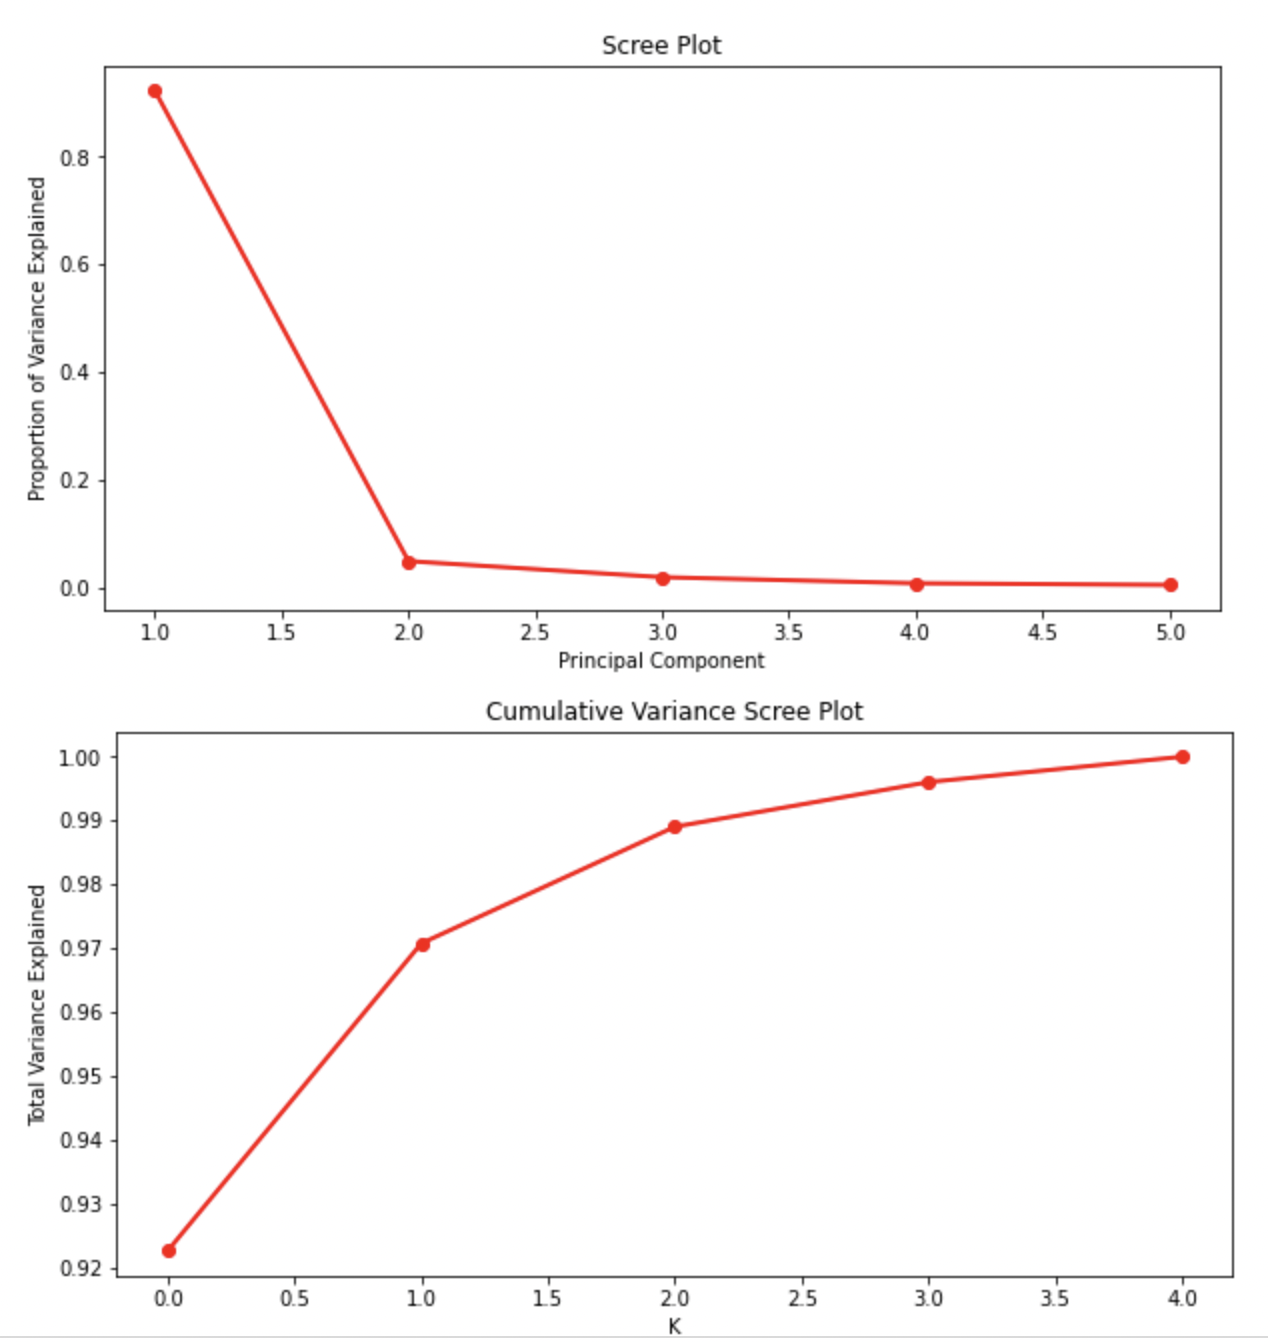 Scree Plot
Proportion of Variance Explained
0.8
0.6
0.4
0.2
0.0
1.0 1.5 2.0 2.5 3.0 3.5 4.0 4.5 5.0
Principal Component
Cumulative Variance Scree Plot
Total Variance Explained
1.00
0.99
0.98
0.97
0.96
0.95
0.94
0.93
0.92
0.0 0.5 1.0 1.5 2.0 2.5 3.0 3.5 4.0
K